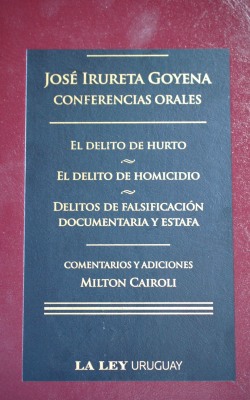 JOSÉ IRURETA GOYENA
CONFERENCIAS ORALES
EL DELITO DE HURTO
~
EL DELITO DE HOMICIDIO
~
DELITOS DE FALSIFICACIÓN
DOCUMENTARIA Y ESTAFA
COMENTARIOS Y ADICIONES
MILTON CAIROLI
LA LEY URUGUAY